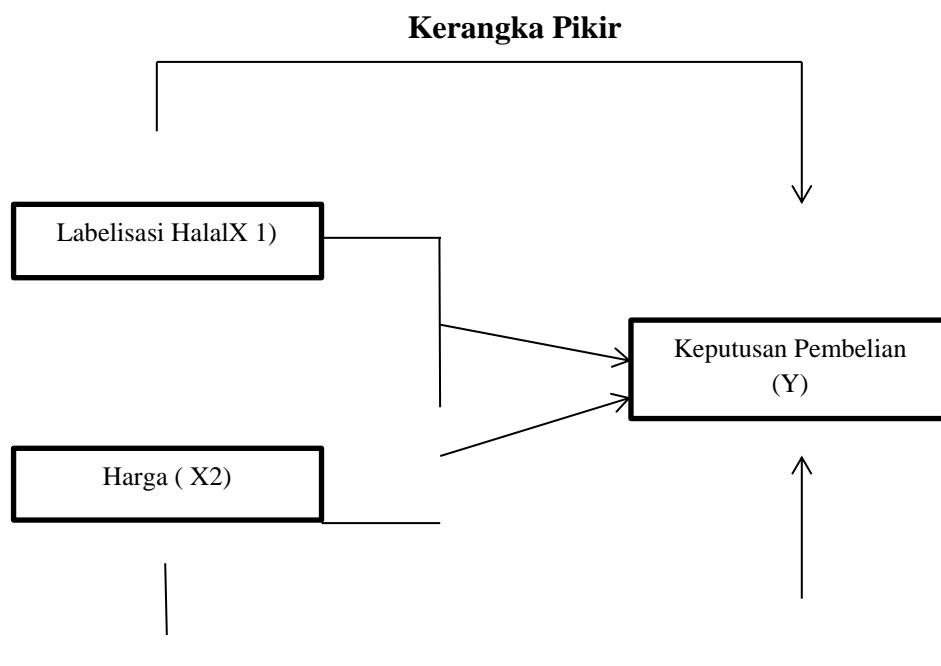 Kerangka Pikir
Labelisasi HalalX 1)
Keputusan Pembelian
(Y)
Harga ( X2)